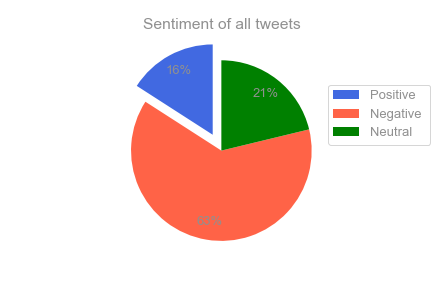 Sentiment of all tweets
16%
21%
63%
Positive
Negative
Neutral